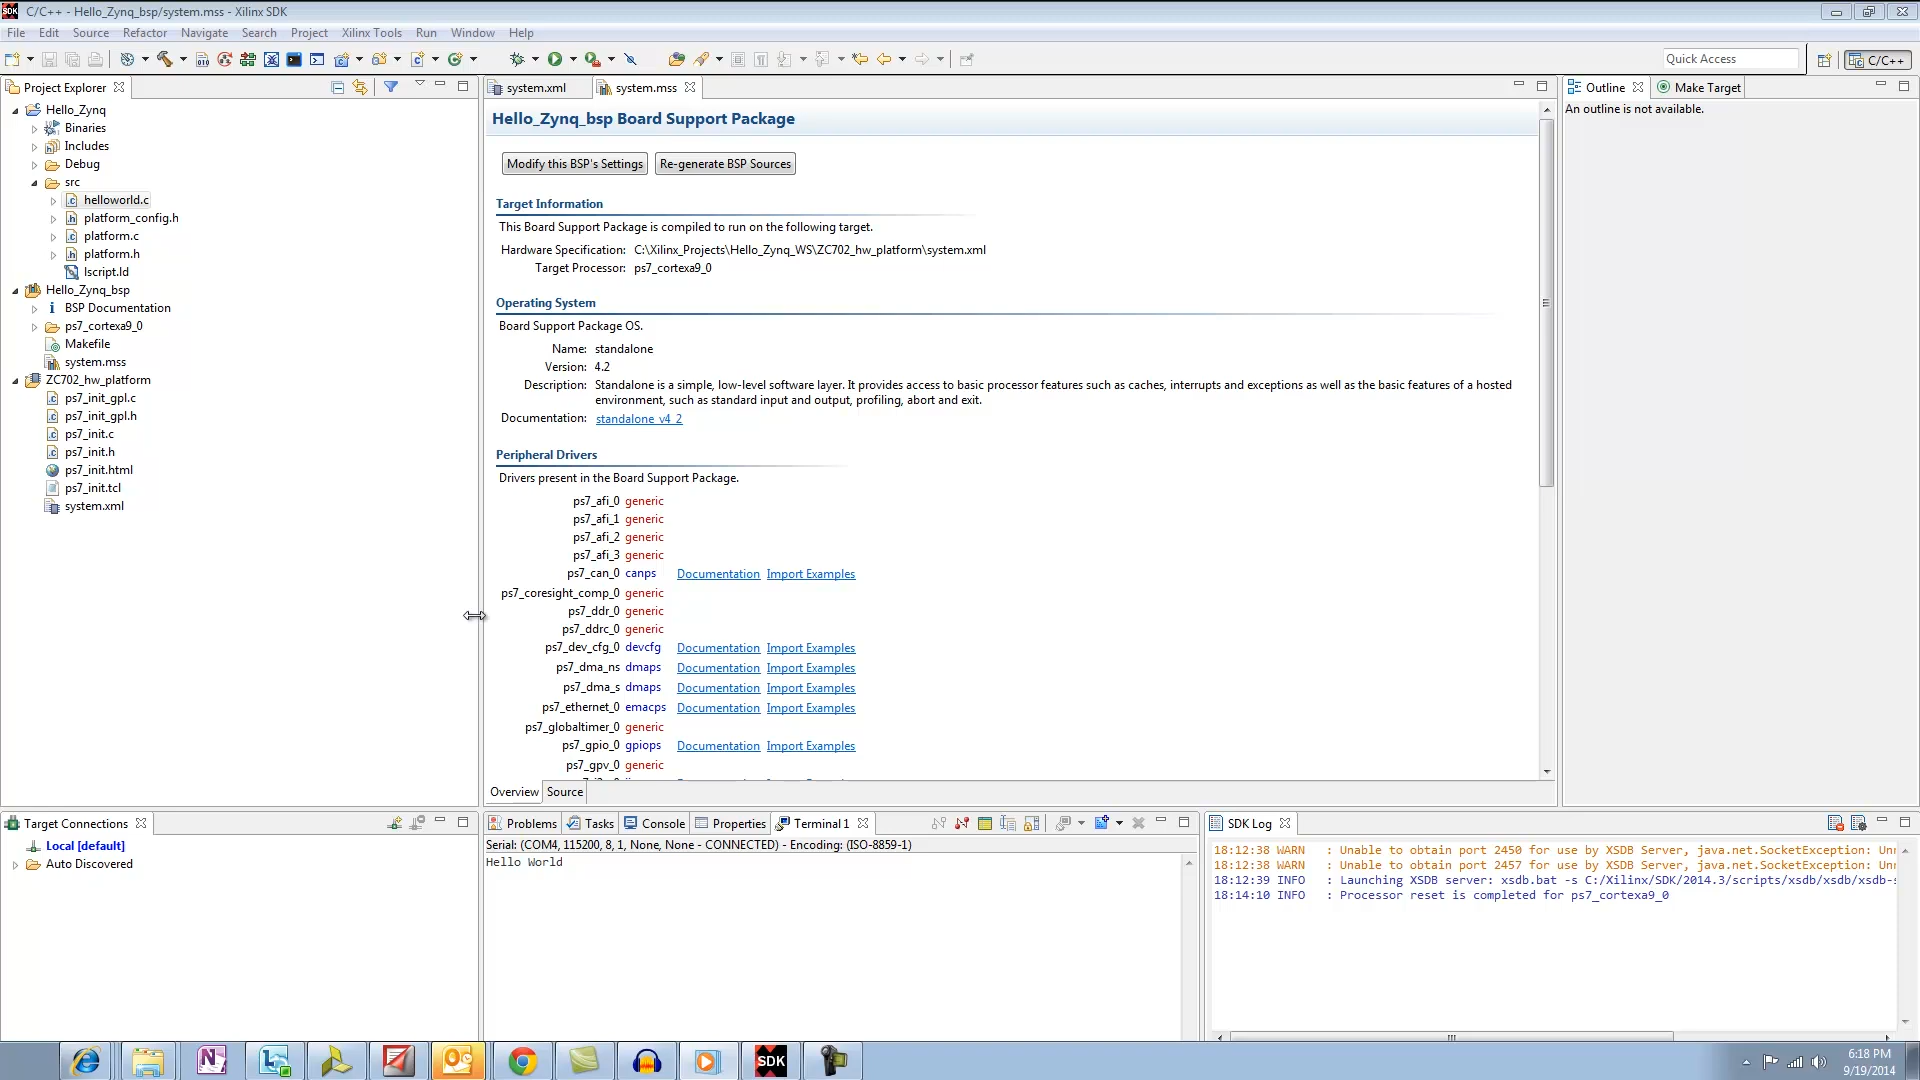 C/C++ - Hello_Zynq_bsp/system.mss - Xilinx SDK
File Edit Source Refactor Navigate Search Project Xilinx Tools Run Window Help
Quick Access
C/C++
Project Explorer
Hello_Zynq
Binaries
Includes
Debug
src
helloworld.c
platform_config.h
platform.c
platform.h
lscript.ld
Hello_Zynq_bsp
BSP Documentation
ps7_cortexa9_0
Makefile
system.mss
ZC702_hw_platform
ps7_init_gpl.c
ps7_init_gpl.h
ps7_init.c
ps7_init.h
ps7_init.html
ps7_init.tcl
system.xml
system.xml system.mss
Hello_Zynq_bsp Board Support Package
Modify this BSP's Settings Re-generate BSP Sources
Target Information
This Board Support Package is compiled to run on the following target.
Hardware Specification: C:\Xilinx_Projects\Hello_Zynq_WS\ZC702_hw_platform\system.xml
Target Processor: ps7_cortexa9_0
Operating System
Board Support Package OS.
Name: standalone
Version: 4.2
Description: Standalone is a simple, low-level software layer. It provides access to basic processor features such as caches, interrupts and exceptions as well as the basic features of a hosted
environment, such as standard input and output, profiling, abort and exit.
Documentation: standalone_v4_2
Peripheral Drivers
Drivers present in the Board Support Package.
ps7_afi_0 generic
ps7_afi_1 generic
ps7_afi_2 generic
ps7_afi_3 generic
ps7_can_0 canps Documentation Import Examples
ps7_coresight_comp_0 generic
ps7_ddr_0 generic
ps7_ddrc_0 generic
ps7_dev_cfg_0 devcfg Documentation Import Examples
ps7_dma_ns dmaps Documentation Import Examples
ps7_dma_s dmaps Documentation Import Examples
ps7_ethernet_0 emacps Documentation Import Examples
ps7_globaltimer_0 generic
ps7_gpio_0 gpiops Documentation Import Examples
ps7_gpv_0 generic
Overview Source
Outline Make Target
An outline is not available.
Target Connections
Local [default]
Auto Discovered
Problems Tasks Console Properties Terminal 1
Serial: (COM4, 115200, 8, 1, None, None - CONNECTED) - Encoding: (ISO-8859-1)
Hello World
SDK Log
18:12:38 WARN : Unable to obtain port 2450 for use by XSDB Server, java.net.SocketException:
18:12:38 WARN : Unable to obtain port 2457 for use by XSDB Server, java.net.SocketException:
18:12:39 INFO : Launching XSDB server: xsdb.bat -s C:/Xilinx/SDK/2014.3/scripts/xsdb/xsdb/xsdb-s
18:14:10 INFO : Processor reset is completed for ps7_cortexa9_0
SDK
6:18 PM
9/19/2014